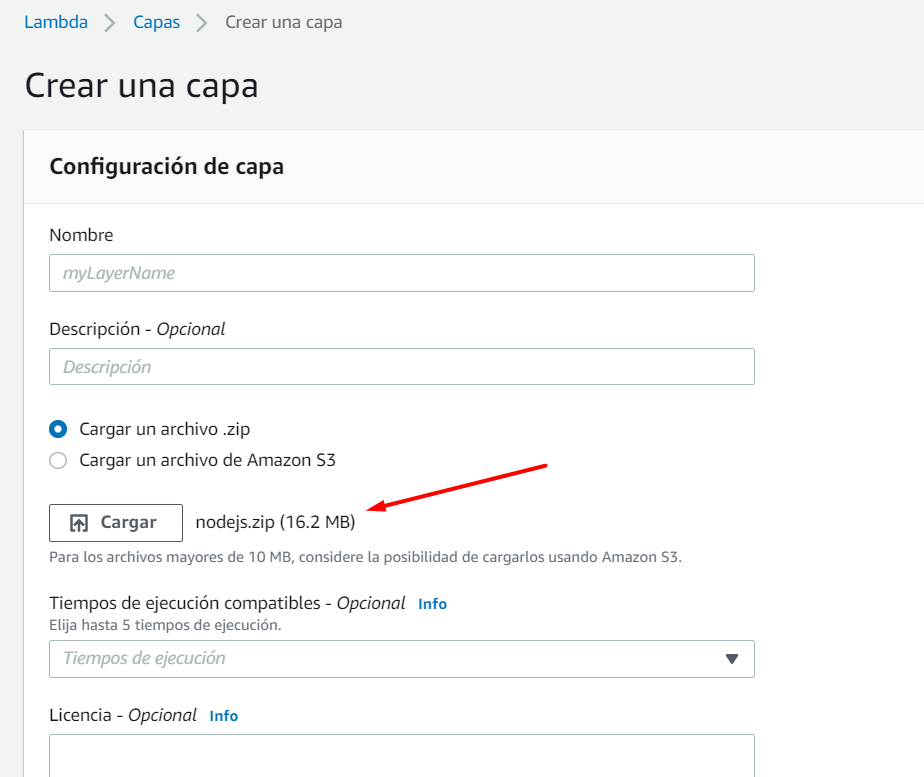 Lambda > Capas > Crear una capa
Crear una capa
Configuración de capa
Nombre
myLayerName
Descripción - Opcional
Descripción
Cargar un archivo .zip
Cargar un archivo de Amazon S3
Cargar nodejs.zip (16.2 MB)
Para los archivos mayores de 10 MB, considere la posibilidad de cargarlos usando Amazon S3.
Tiempos de ejecución compatibles - Opcional Info
Elija hasta 5 tiempos de ejecución.
Tiempos de ejecución
Licencia - Opcional Info